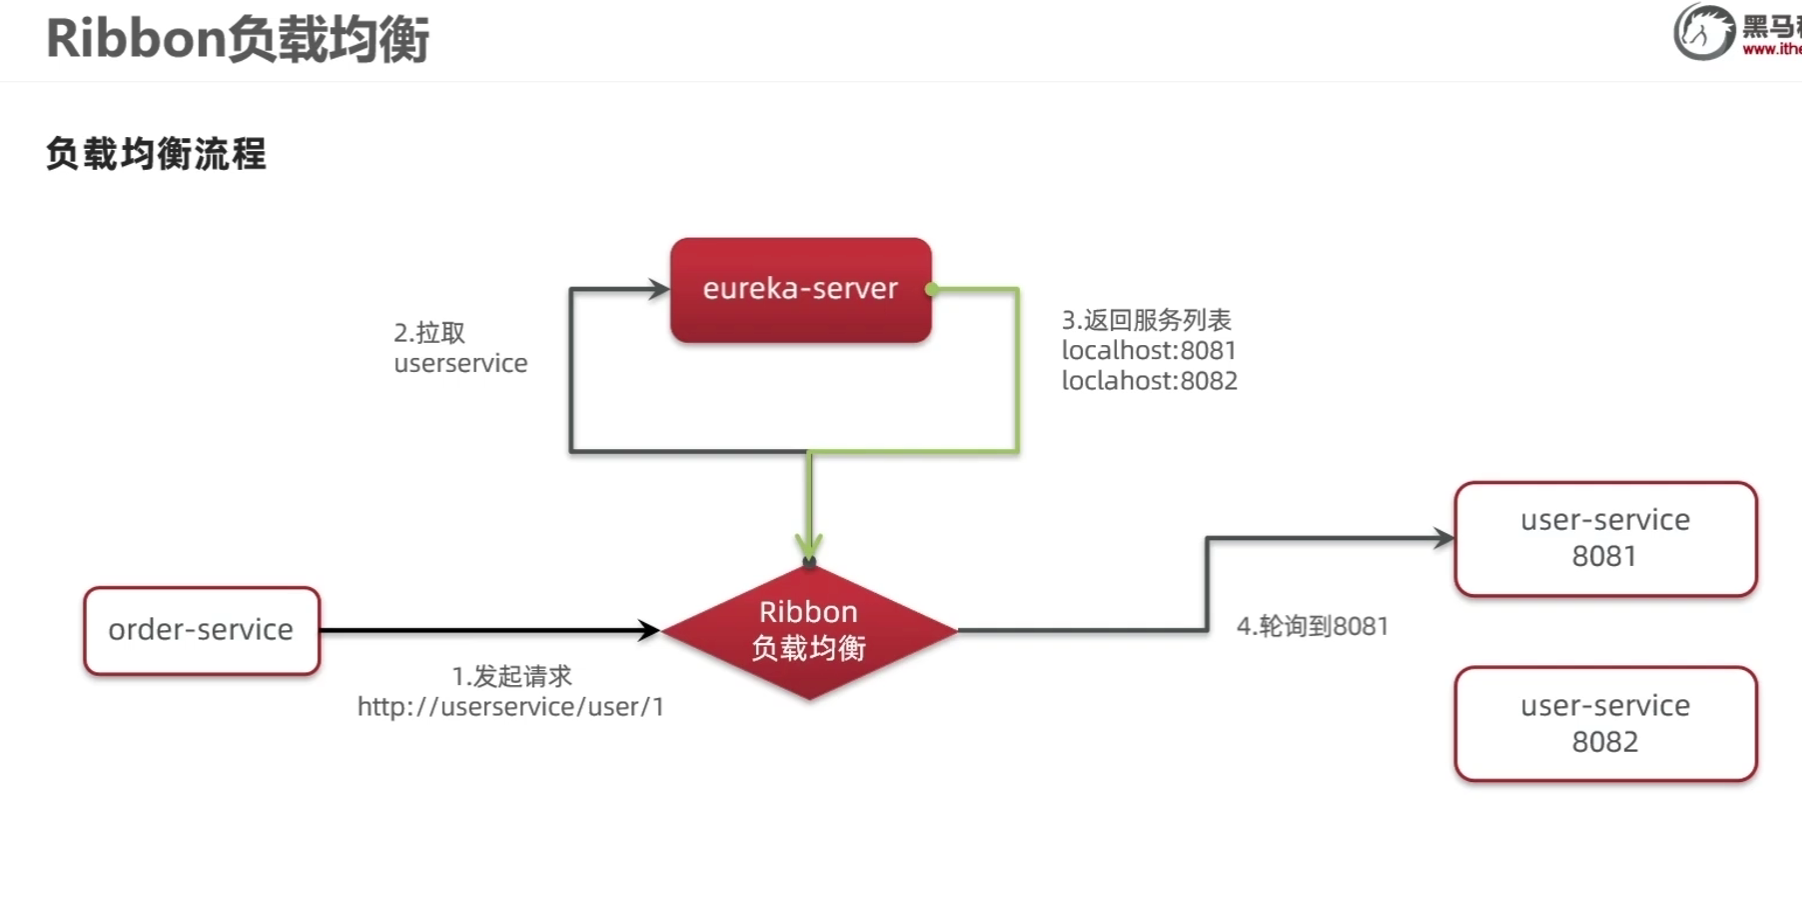 Ribbon负载均衡
黑马
www.ithe
负载均衡流程
eureka-server
2.拉取
userservice
3.返回服务列表
localhost:8081
loclahost:8082
user-service
8081
order-service
Ribbon
负载均衡
4.轮询到8081
1.发起请求
http://userservice/user/1
user-service
8082